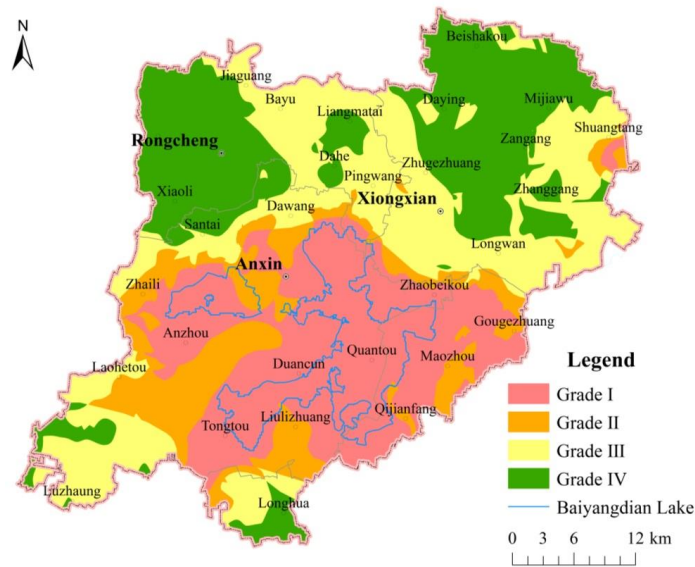 N
Beishakou
Jiaguang
Bayu
Daying
Mijiawu
Liangmatai
Shuangtang
Rongcheng
Zangang
Dahe
Zhugezhuang
Pingwang
Xiaoli
Zhanggang
Xiongxian
Dawang
Santai
Longwan
Anxin
Zhaili
Zhaobeikou
Gougezhuang
Anzhou
Quantou
Maozhou
Laohetou
Duancun
Qijianfang
Liulizhuang
Tongtou
Luzhaung
Longhua
Legend
Grade I
Grade II
Grade III
Grade IV
Baiyangdian Lake
0 3 6 12 km